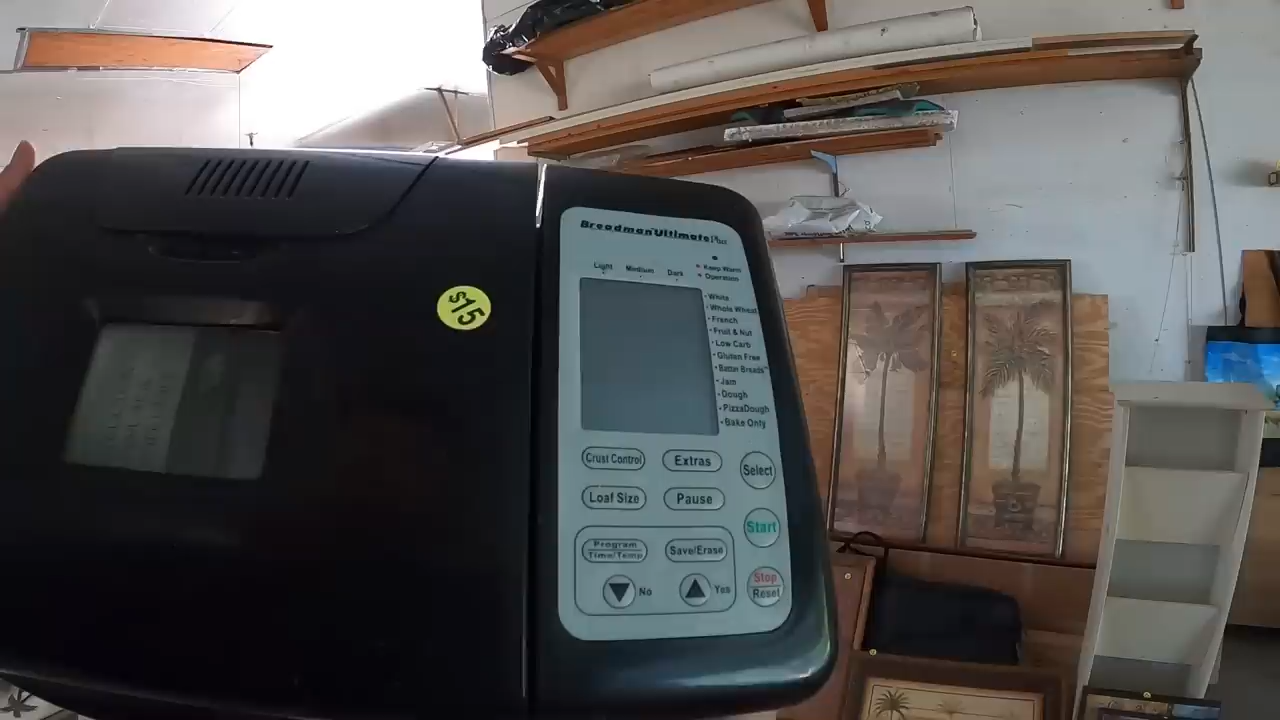 Breadman Ultimate Plus
Light Medium Dark
Keep Warm
Operation
White
Whole Wheat
French
Fruit & Nut
Low Carb
Gluten Free
Batter Breads™
Jam
Dough
PizzaDough
Bake Only
$15
Crust Control
Extras
Select
Loaf Size
Pause
Start
Program
Time/Temp
Save/Erase
Stop
Reset
No
Yes